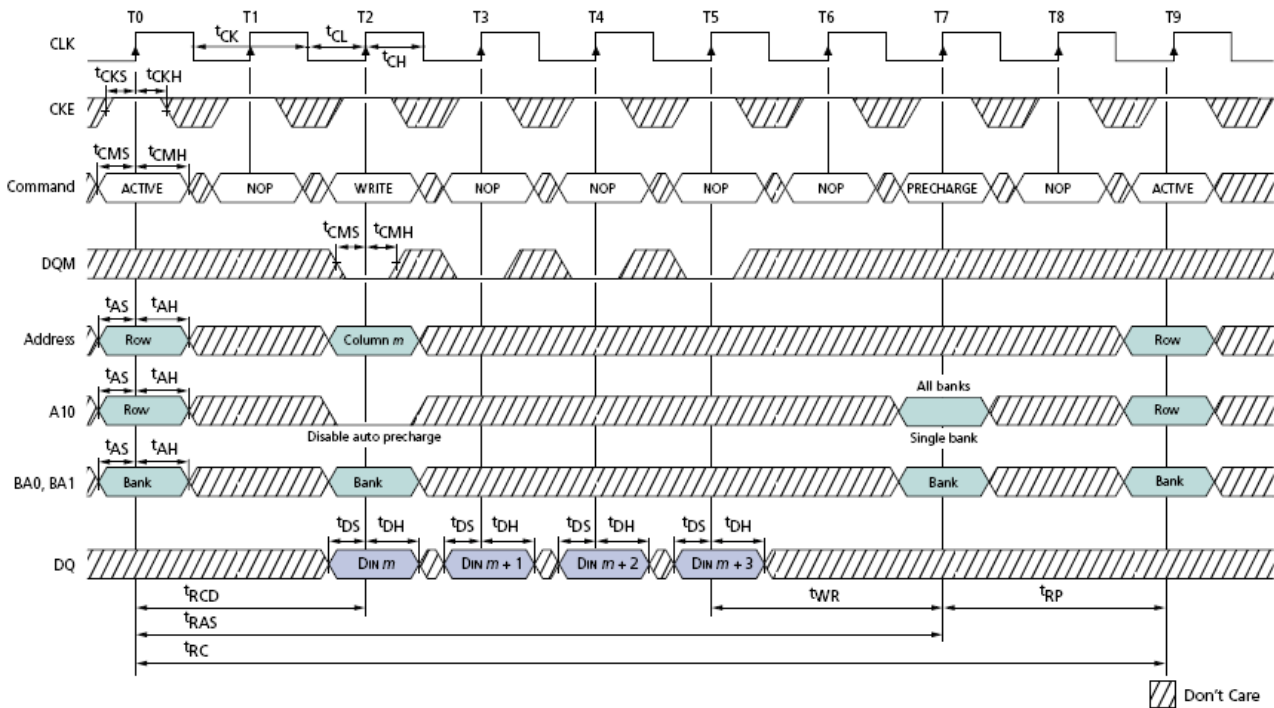 T0 T1 T2 T3 T4 T5 T6 T7 T8 T9
CLK
tCK tCL
tCH
tCKS tCKH
CKE
tCMS tCMH
Command ACTIVE NOP WRITE NOP NOP NOP NOP PRECHARGE NOP ACTIVE
tCMS tCMH
DQM
tAS tAH
Address Row Column m Row
tAS tAH All banks
A10 Row Row
Disable auto precharge Single bank
tAS tAH
BA0, BA1 Bank Bank Bank Bank
tDS tDH tDS tDH tDS tDH tDS tDH
DQ DIN m DIN m + 1 DIN m + 2 DIN m + 3
tRCD tWR tRP
tRAS
tRC
Don't Care